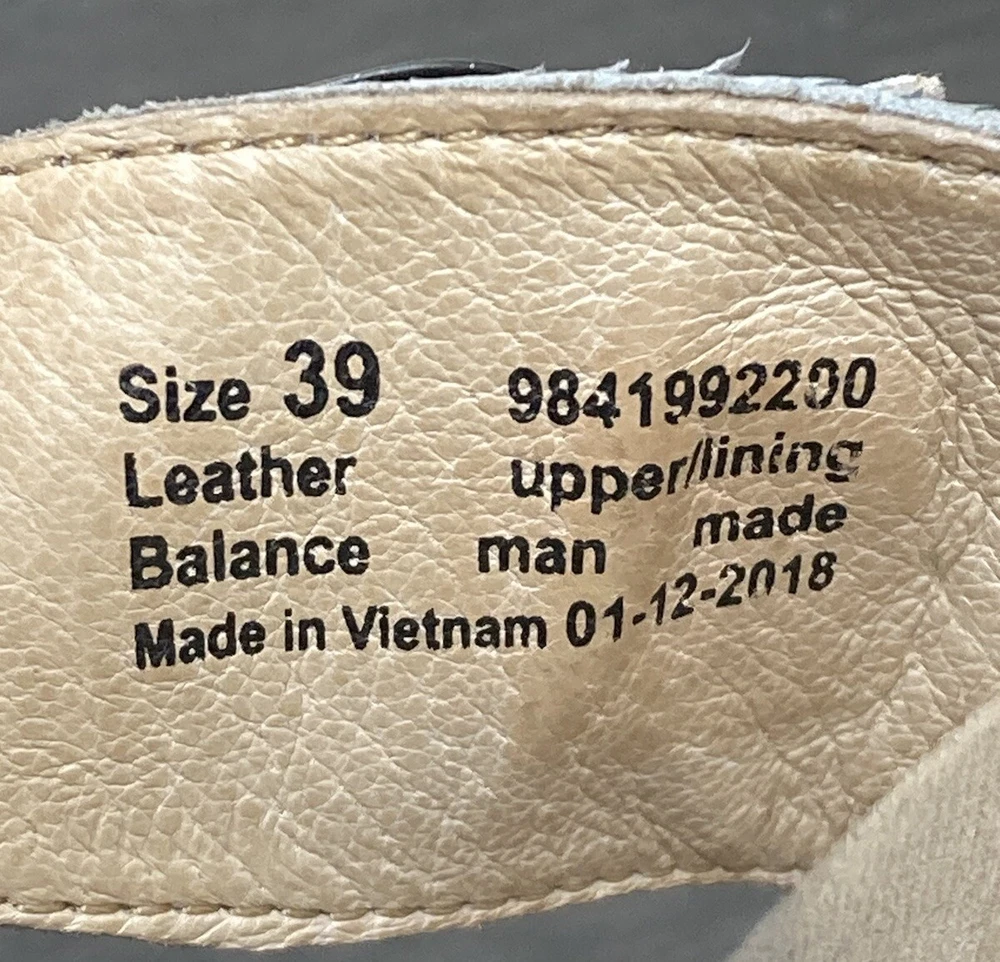 Size 39 9841992200
Leather upper/lining
Balance man made
Made in Vietnam 01-12-2018